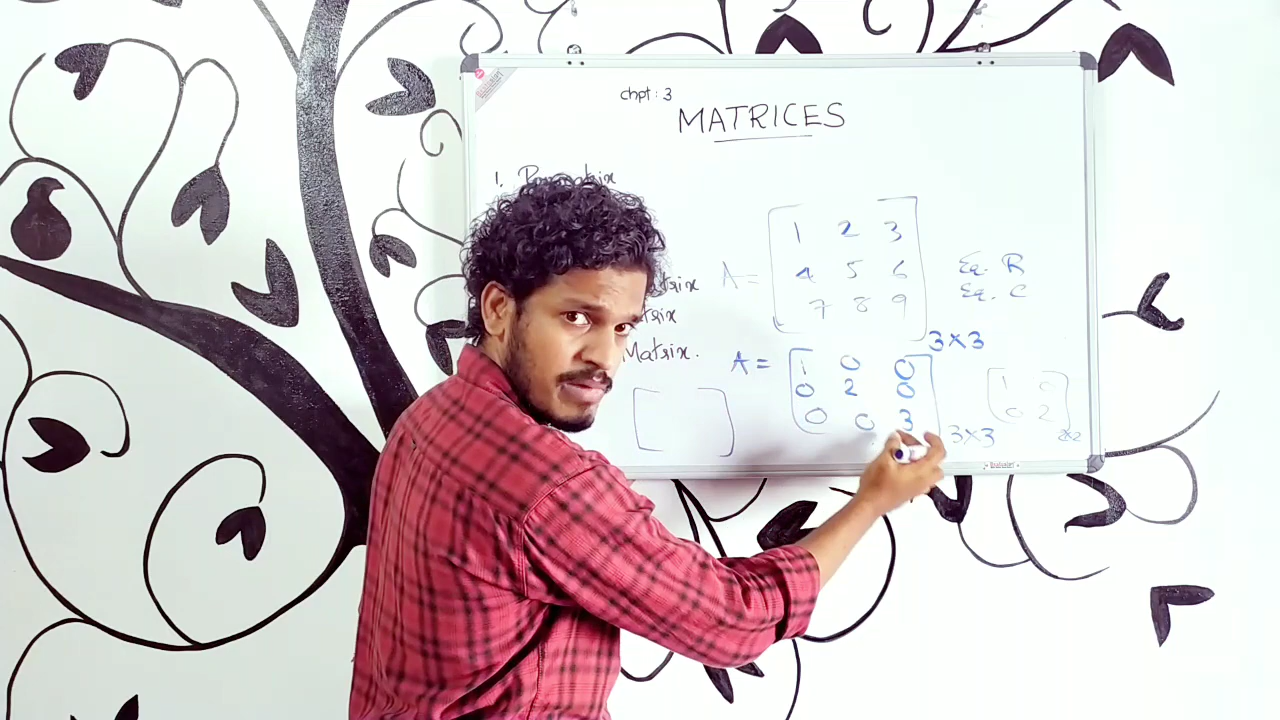 chpt : 3
MATRICES
1.
1 2 3
A = 4 5 6
7 8 9
Eq. R
Eq. C
3×3
Matrix.
A = 1 0 0
0 2 0
0 0 3
3×3
1 0
0 2
2×2